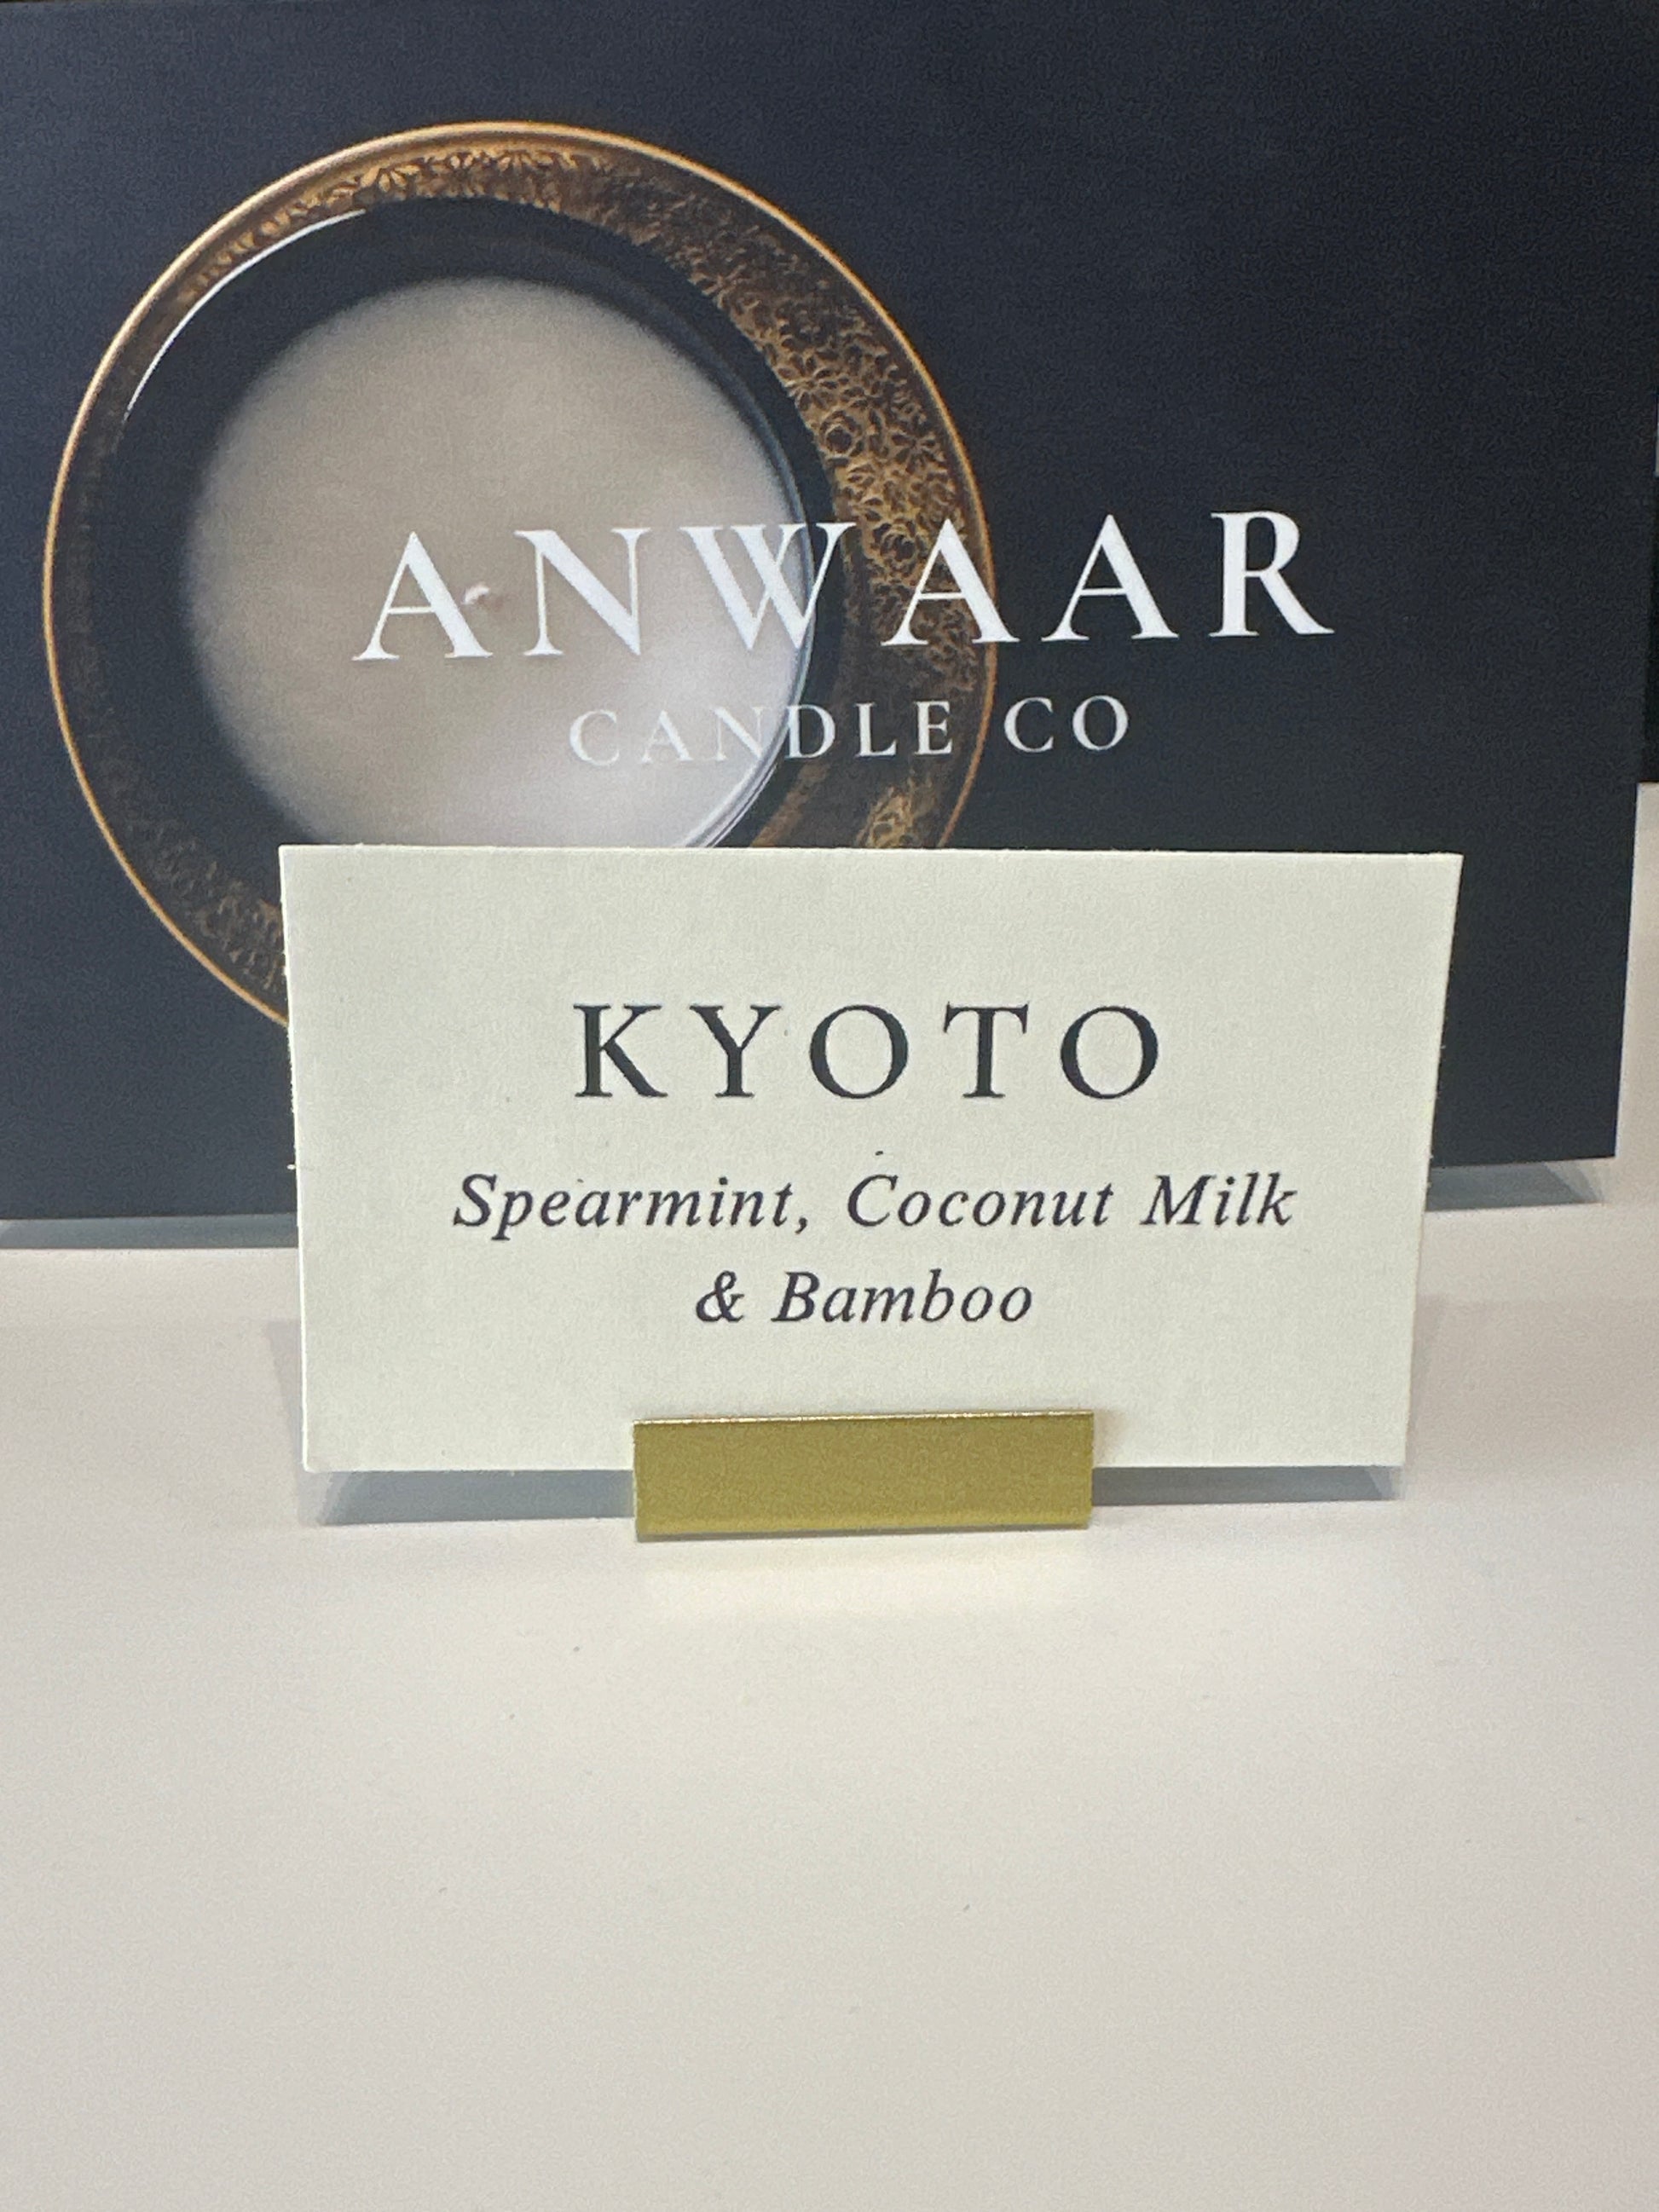 ANWAAR
CANDLE CO
KYOTO
Spearmint, Coconut Milk
& Bamboo